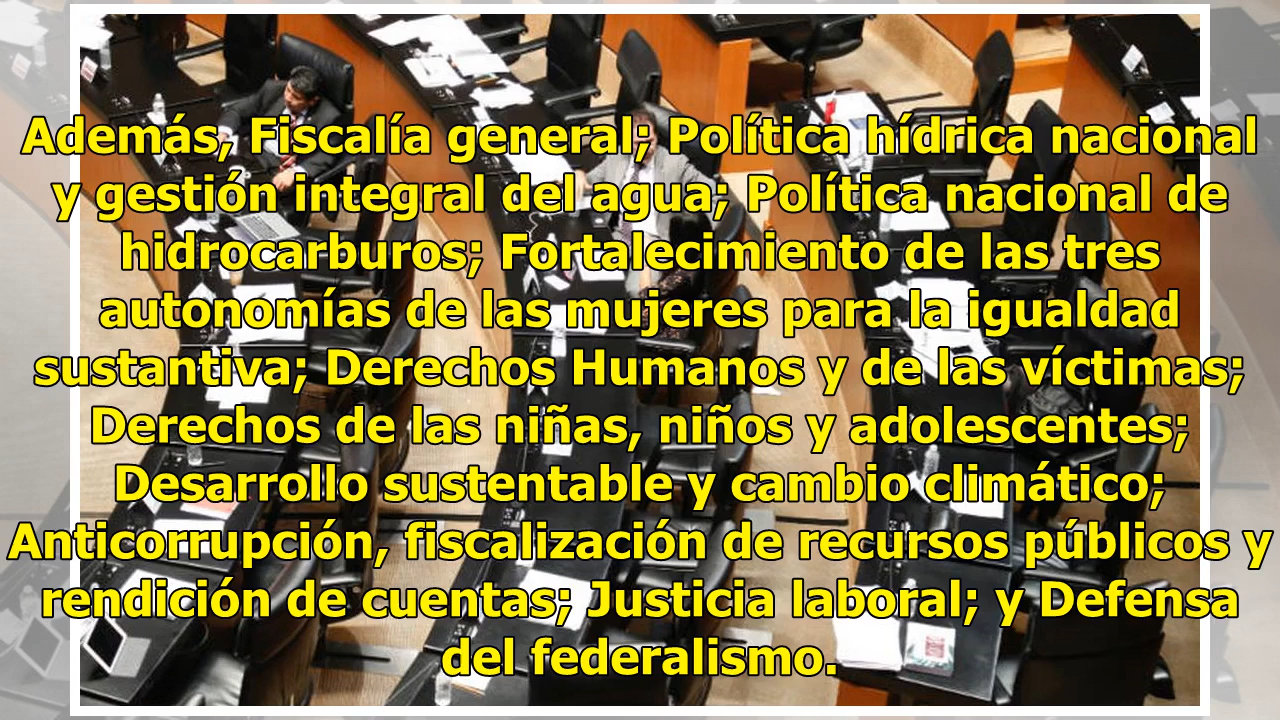 Además, Fiscalía general; Política hídrica nacional
y gestión integral del agua; Política nacional de
hidrocarburos; Fortalecimiento de las tres
autonomías de las mujeres para la igualdad
sustantiva; Derechos Humanos y de las víctimas;
Derechos de las niñas, niños y adolescentes;
Desarrollo sustentable y cambio climático;
Anticorrupción, fiscalización de recursos públicos y
rendición de cuentas; Justicia laboral; y Defensa
del federalismo.